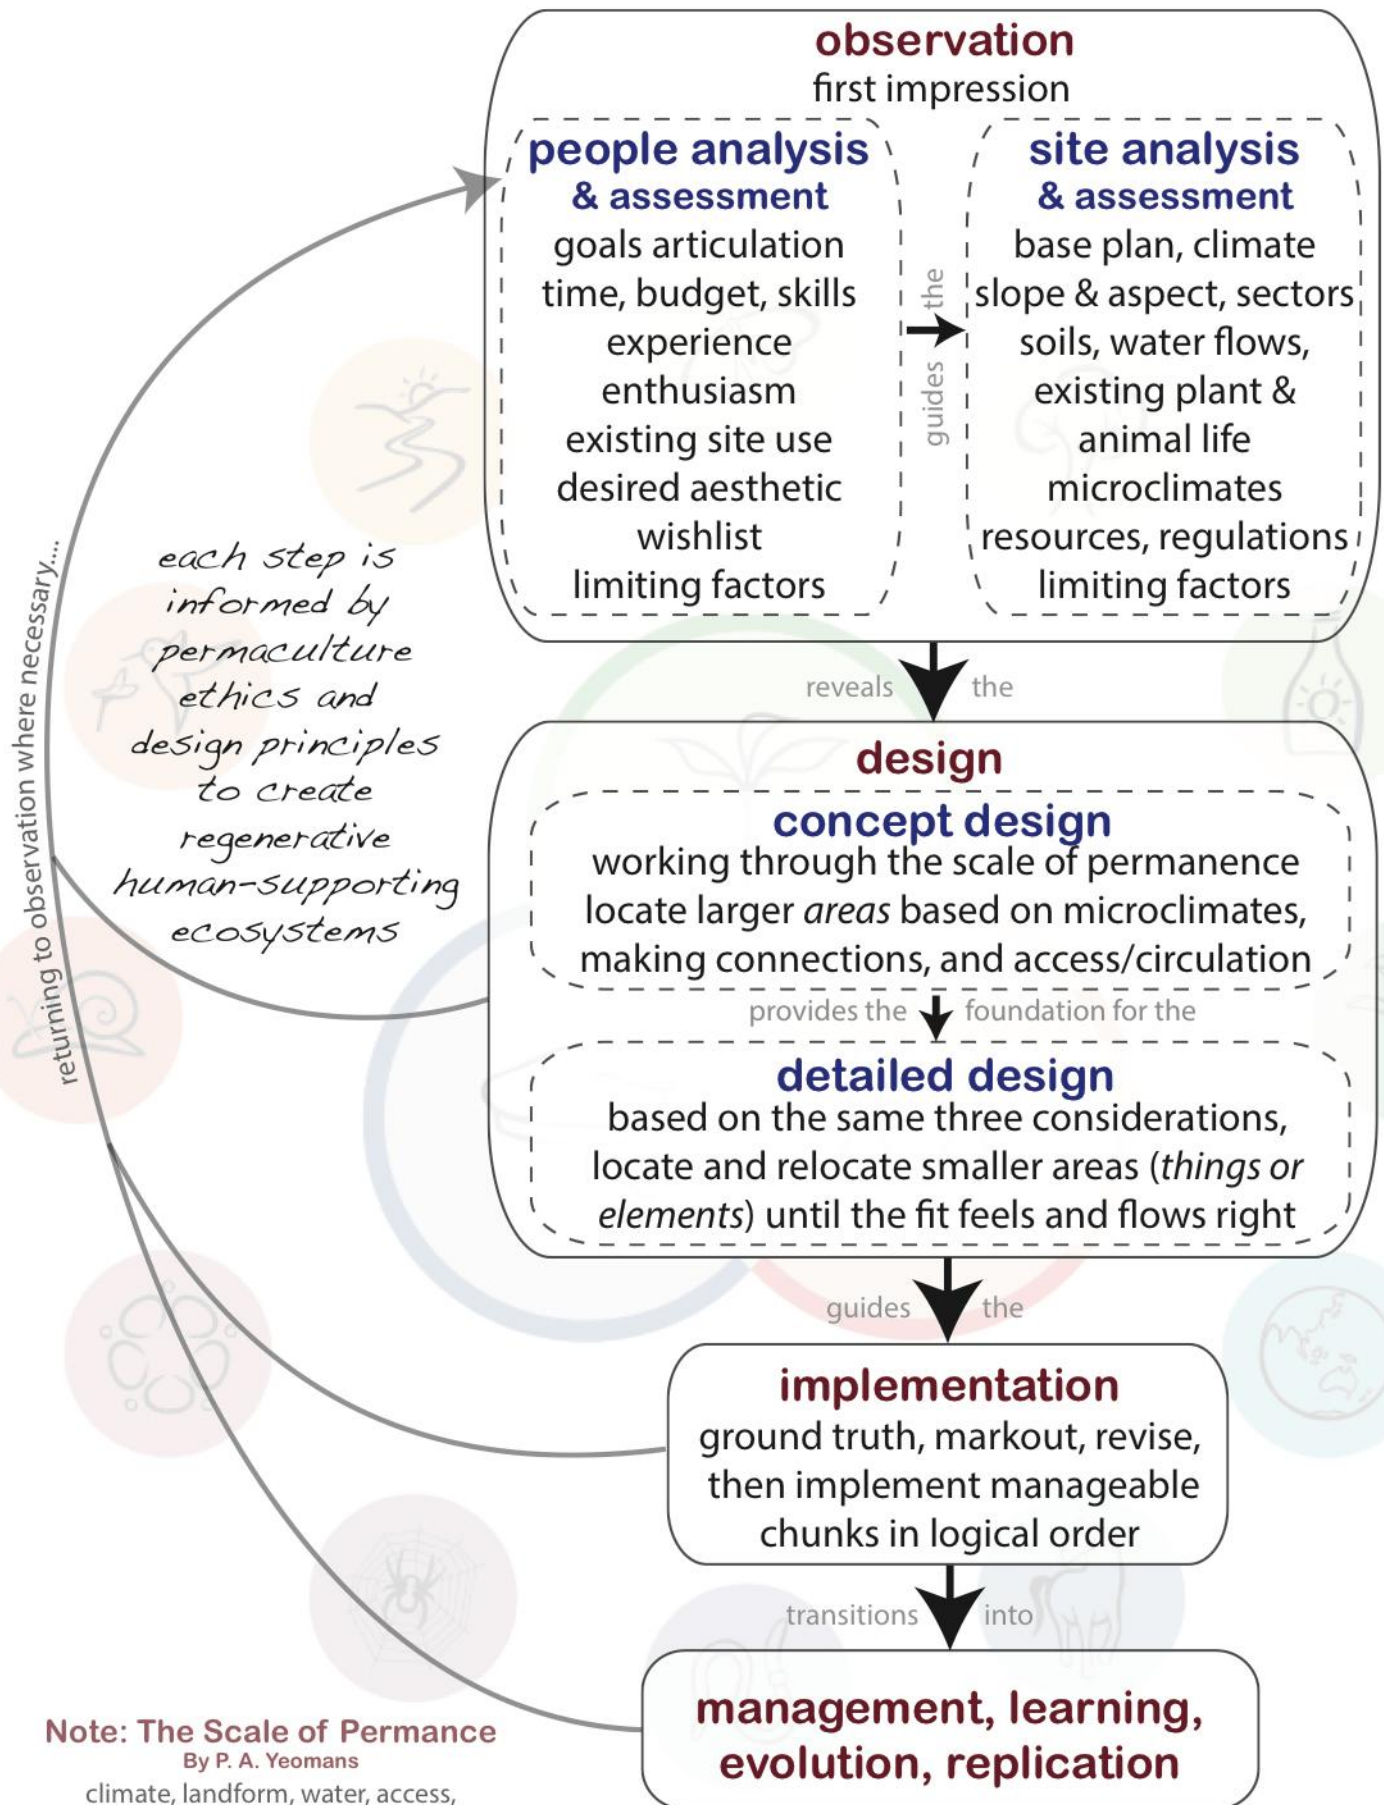 observation
first impression
people analysis
& assessment
goals articulation
time, budget, skills
experience
enthusiasm
existing site use
desired aesthetic
wishlist
limiting factors
guides the
site analysis
& assessment
base plan, climate
slope & aspect, sectors
soils, water flows,
existing plant &
animal life
microclimates
resources, regulations
limiting factors
returning to observation where necessary....
each step is
informed by
permaculture
ethics and
design principles
to create
regenerative
human-supporting
ecosystems
reveals the
design
concept design
working through the scale of permanence
locate larger areas based on microclimates,
making connections, and access/circulation
provides the foundation for the
detailed design
based on the same three considerations,
locate and relocate smaller areas (things or
elements) until the fit feels and flows right
guides the
implementation
ground truth, markout, revise,
then implement manageable
chunks in logical order
transitions into
management, learning,
evolution, replication
Note: The Scale of Permance
By P. A. Yeomans
climate, landform, water, access,